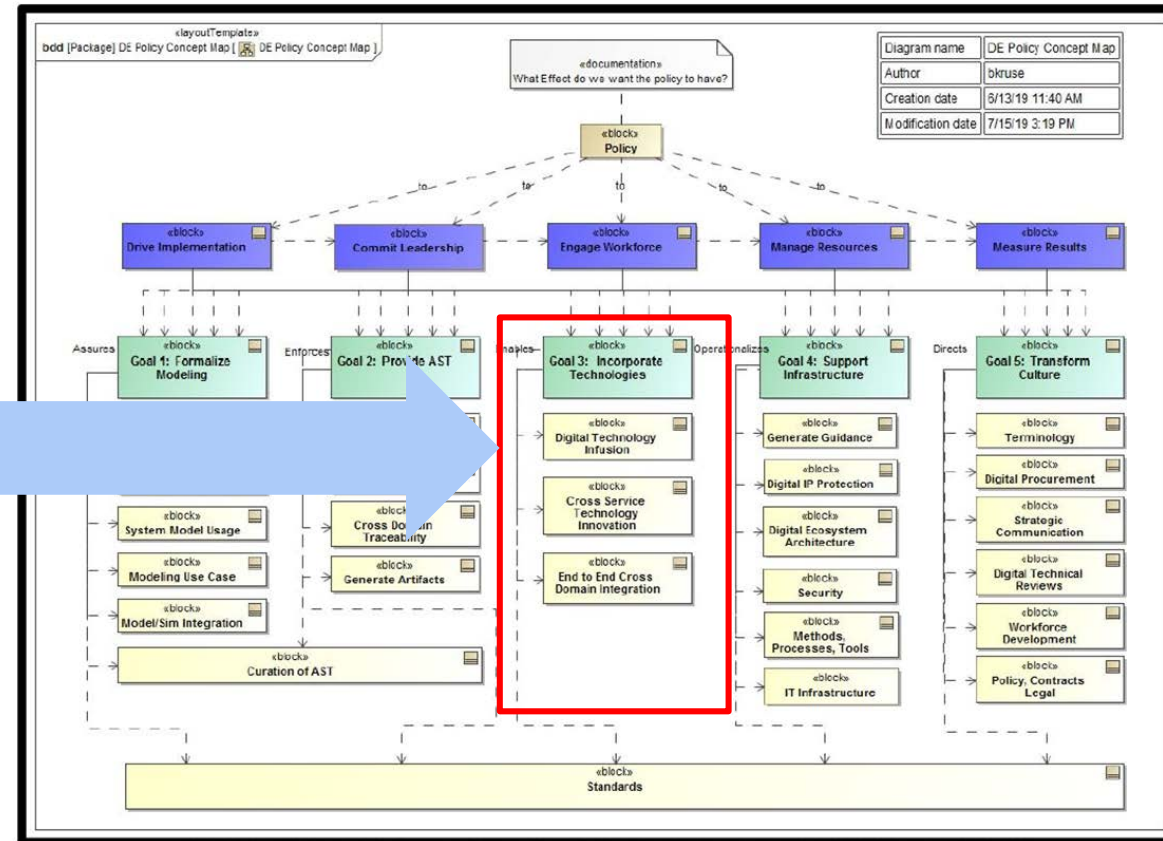 «layoutTemplate»
bdd [Package] DE Policy Concept Map [ DE Policy Concept Map ]
«documentation»
What Effect do we want the policy to have?
Diagram name DE Policy Concept Map
Author bkruse
Creation date 6/13/19 11:40 AM
Modification date 7/15/19 3:19 PM
«block»
Policy
to to to to to
«block»
Drive Implementation
«block»
Commit Leadership
«block»
Engage Workforce
«block»
Manage Resources
«block»
Measure Results
Assures
«block»
Goal 1: Formalize
Modeling
Enforces
«block»
Goal 2: Provide AST
Enables
«block»
Goal 3: Incorporate
Technologies
Operationalizes
«block»
Goal 4: Support
Infrastructure
Directs
«block»
Goal 5: Transform
Culture
System Model Usage
«block»
Modeling Use Case
«block»
Model/Sim Integration
«block»
Curation of AST
«block»
Cross Domain
Traceability
«block»
Generate Artifacts
«block»
Digital Technology
Infusion
«block»
Cross Service
Technology
Innovation
«block»
End to End Cross
Domain Integration
«block»
Generate Guidance
«block»
Digital IP Protection
«block»
Digital Ecosystem
Architecture
«block»
Security
«block»
Methods,
Processes, Tools
«block»
IT Infrastructure
«block»
Terminology
«block»
Digital Procurement
«block»
Strategic
Communication
«block»
Digital Technical
Reviews
«block»
Workforce
Development
«block»
Policy, Contracts
Legal
«block»
Standards